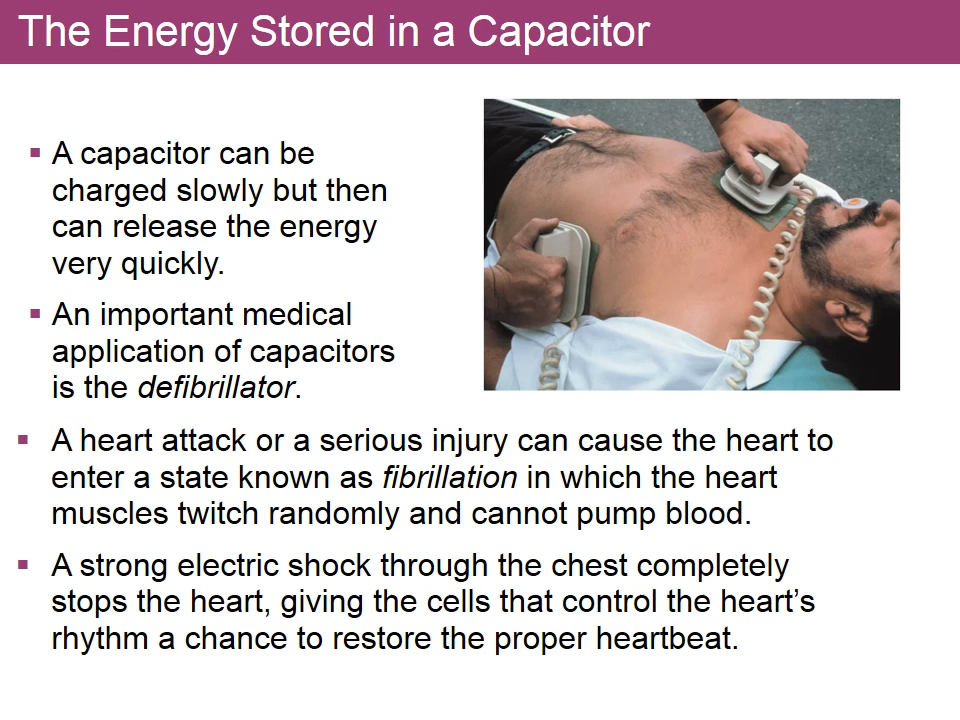 The Energy Stored in a Capacitor
▪ A capacitor can be
charged slowly but then
can release the energy
very quickly.
▪ An important medical
application of capacitors
is the defibrillator.
▪ A heart attack or a serious injury can cause the heart to
enter a state known as fibrillation in which the heart
muscles twitch randomly and cannot pump blood.
▪ A strong electric shock through the chest completely
stops the heart, giving the cells that control the heart’s
rhythm a chance to restore the proper heartbeat.